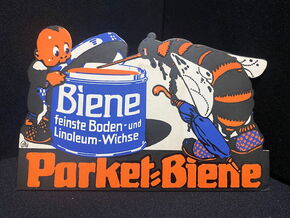 Biene
feinste Boden- und
Linoleum-Wichse
Parket-Biene